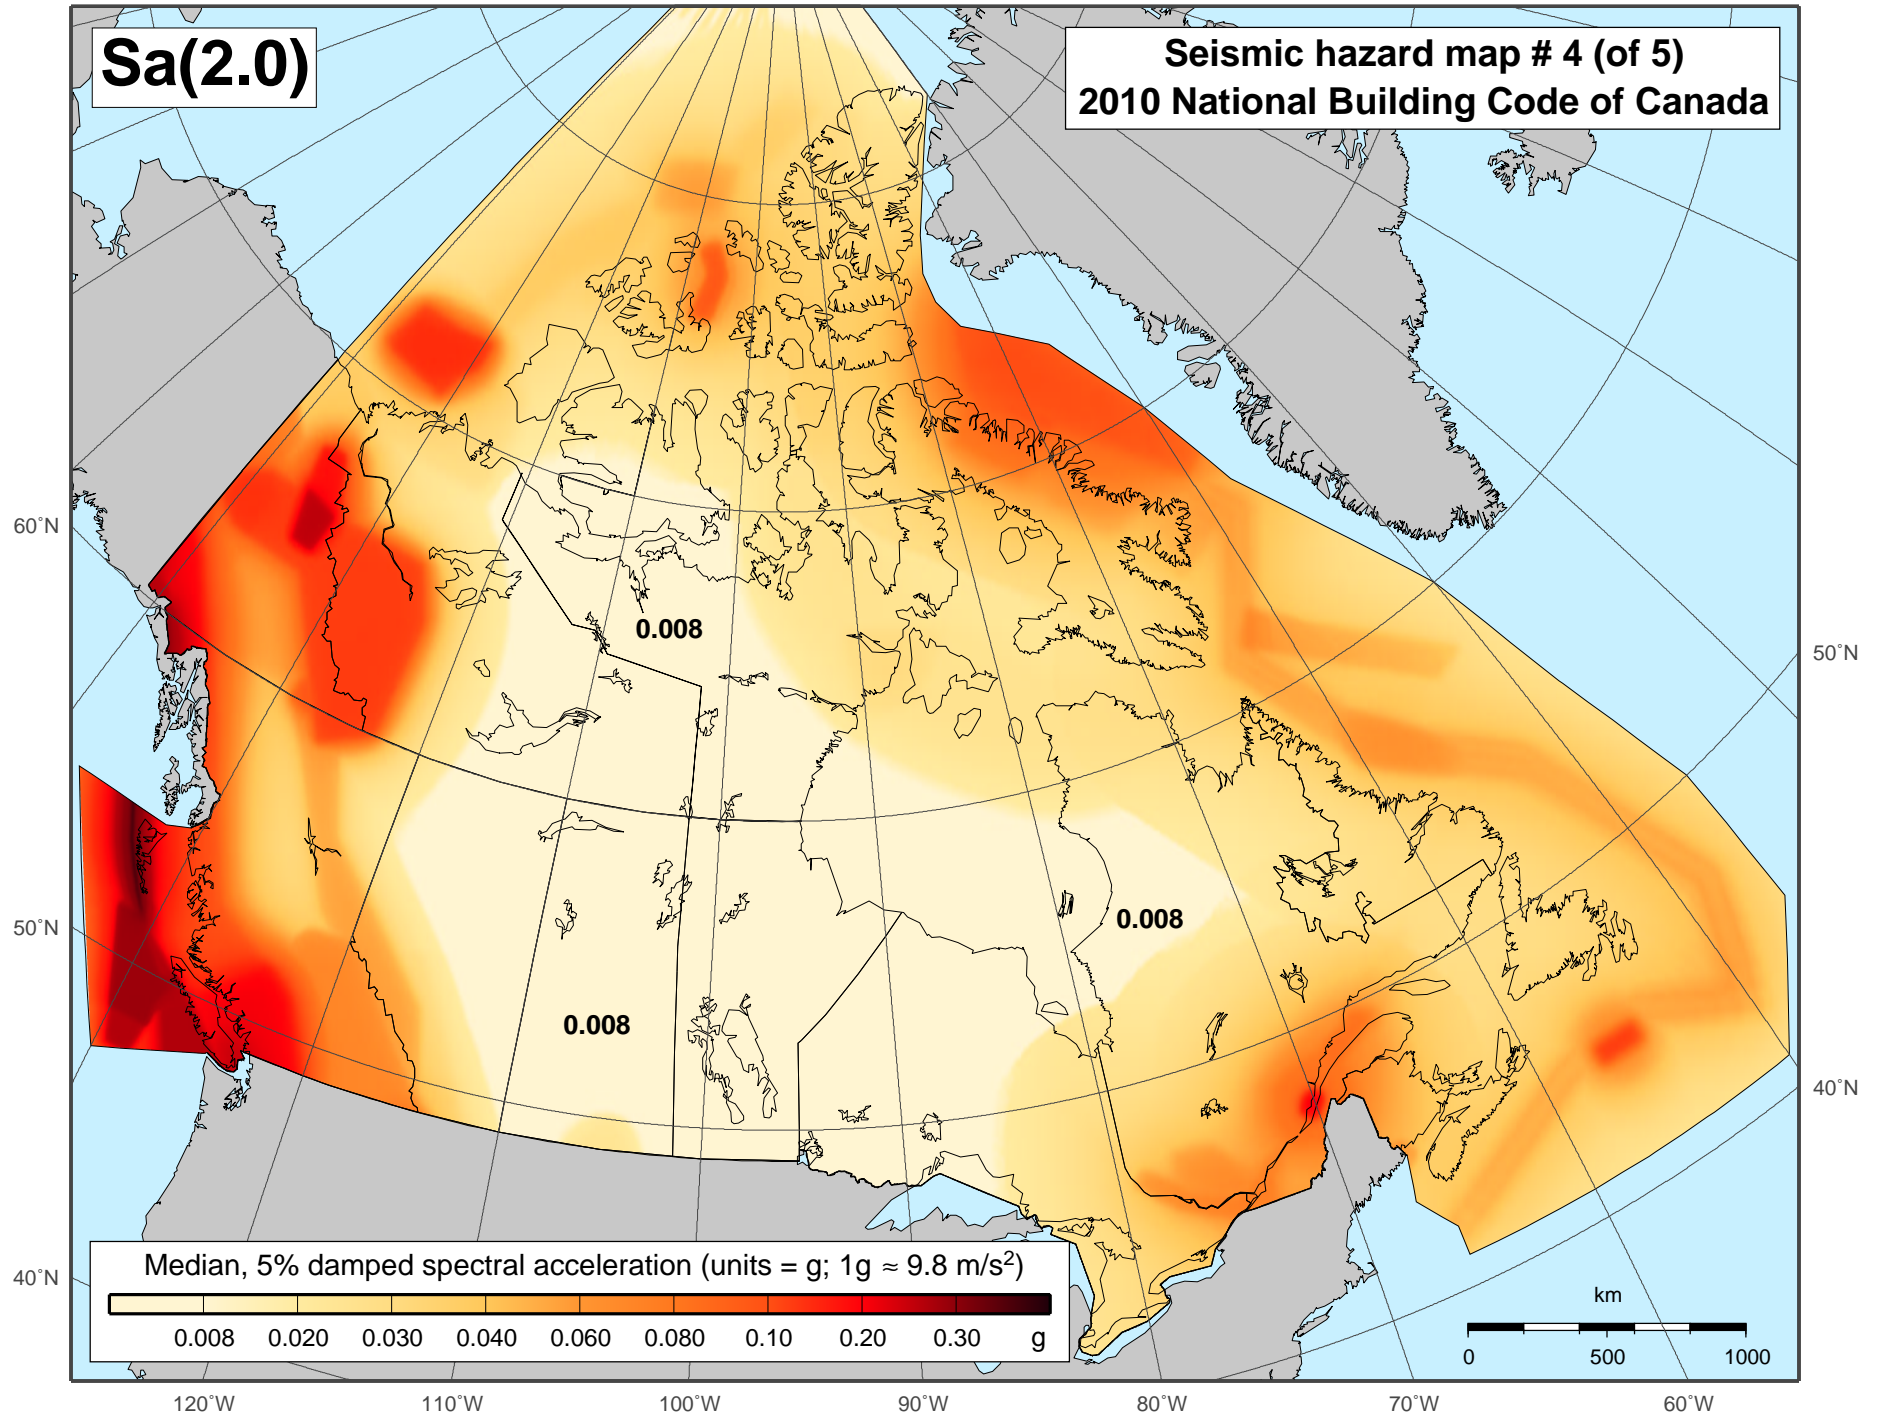 Sa(2.0)
Seismic hazard map # 4 (of 5)
2010 National Building Code of Canada
60°N
50°N
40°N
50°N
40°N
0.008
0.008
0.008
Median, 5% damped spectral acceleration (units = g; 1g ≈ 9.8 m/s²)
0.008 0.020 0.030 0.040 0.060 0.080 0.10 0.20 0.30 g
km
0 500 1000
120°W 110°W 100°W 90°W 80°W 70°W 60°W